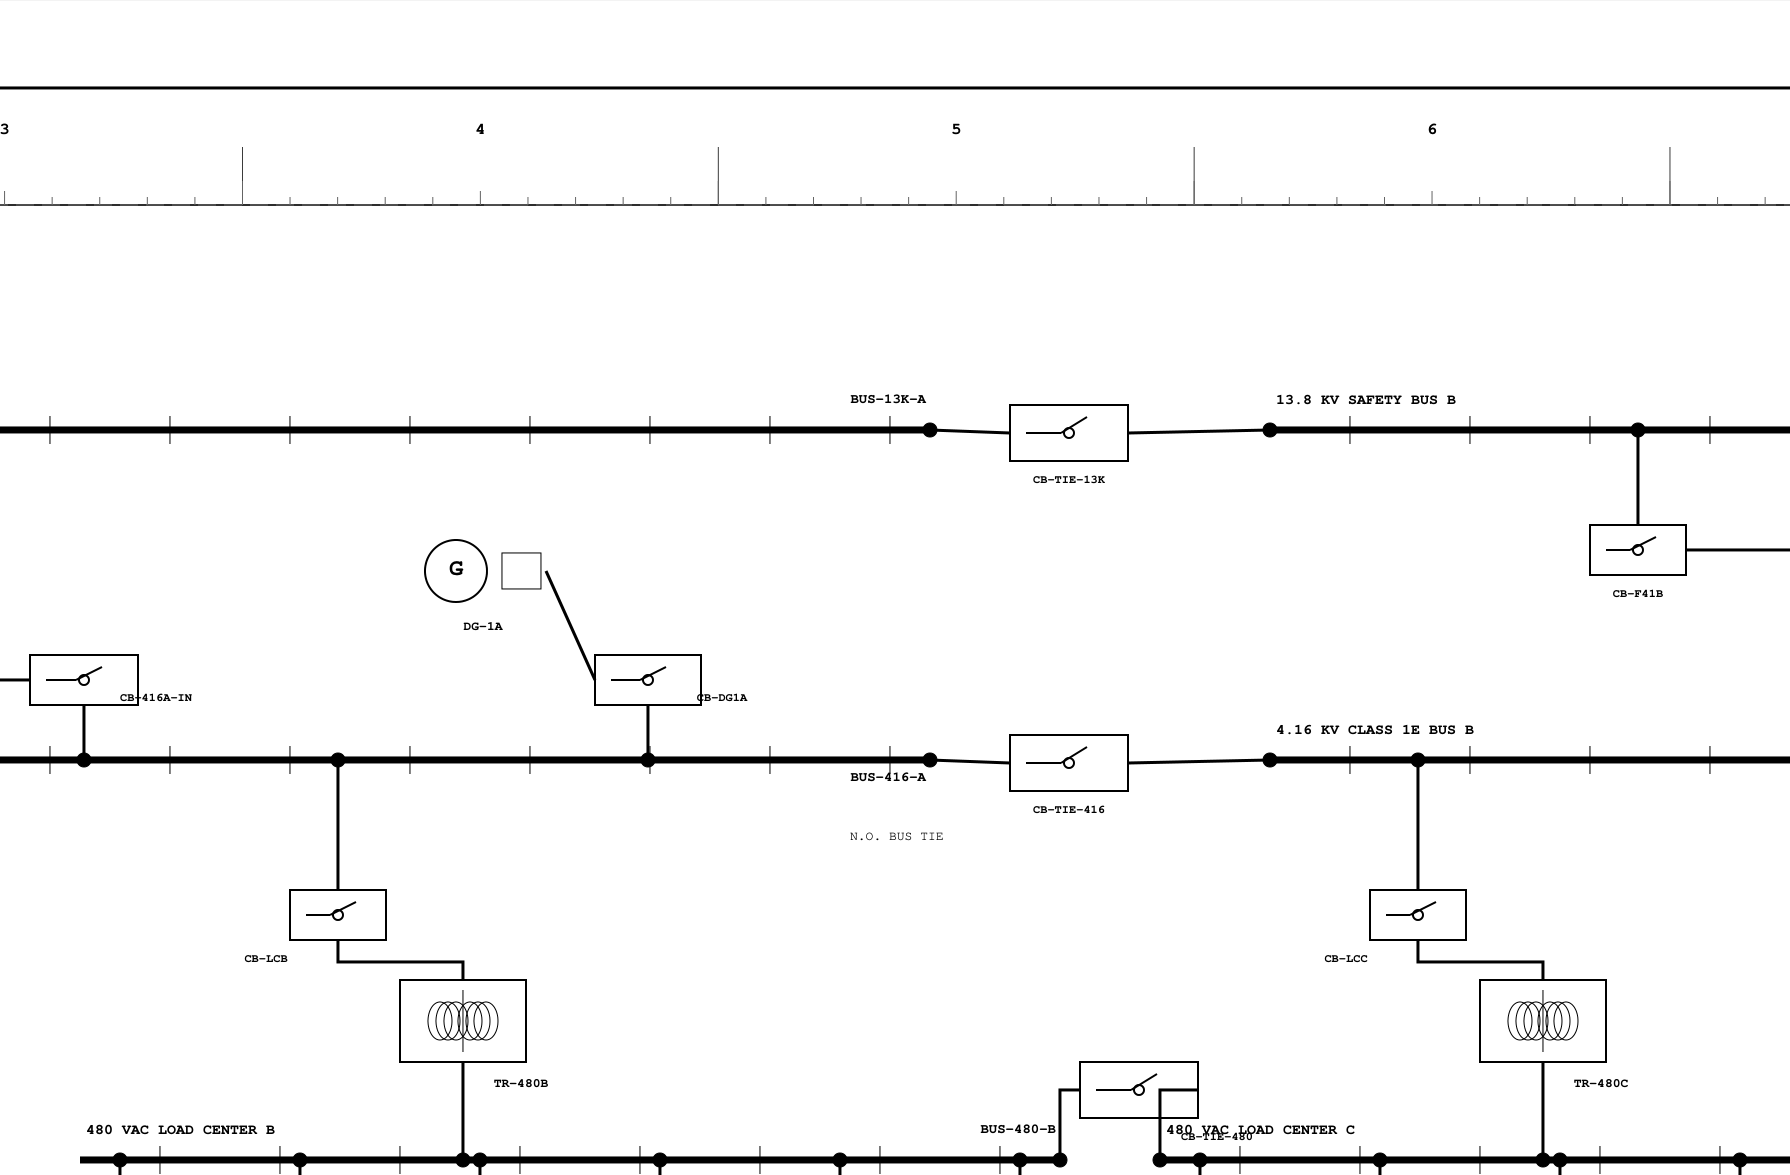 3 4 5 6
BUS-13K-A
13.8 KV SAFETY BUS B
CB-TIE-13K
G
DG-1A
CB-F41B
CB-416A-IN
CB-DG1A
4.16 KV CLASS 1E BUS B
BUS-416-A
CB-TIE-416
N.O. BUS TIE
CB-LCB
CB-LCC
TR-480B
TR-480C
480 VAC LOAD CENTER B
BUS-480-B
480 VAC LOAD CENTER C
CB-TIE-480